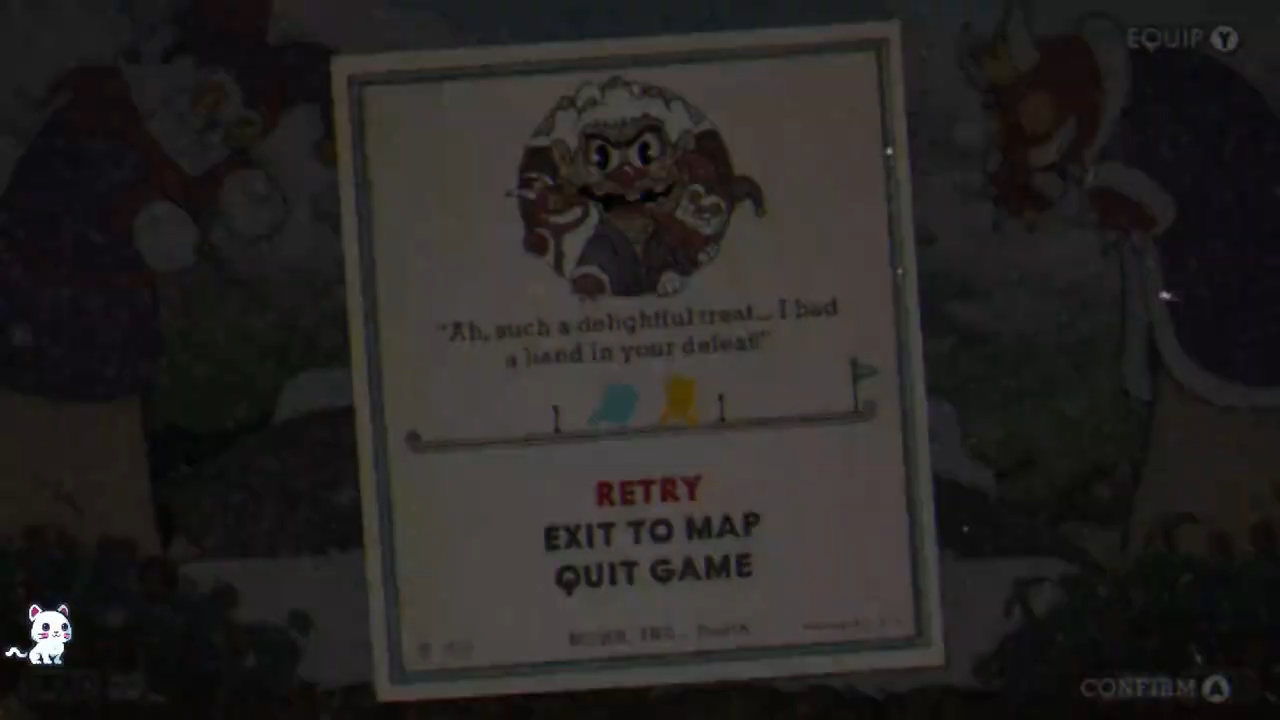 EQUIP Y
"Ah, such a delightful treat... I had
a hand in your defeat!"
RETRY
EXIT TO MAP
QUIT GAME
CONFIRM A